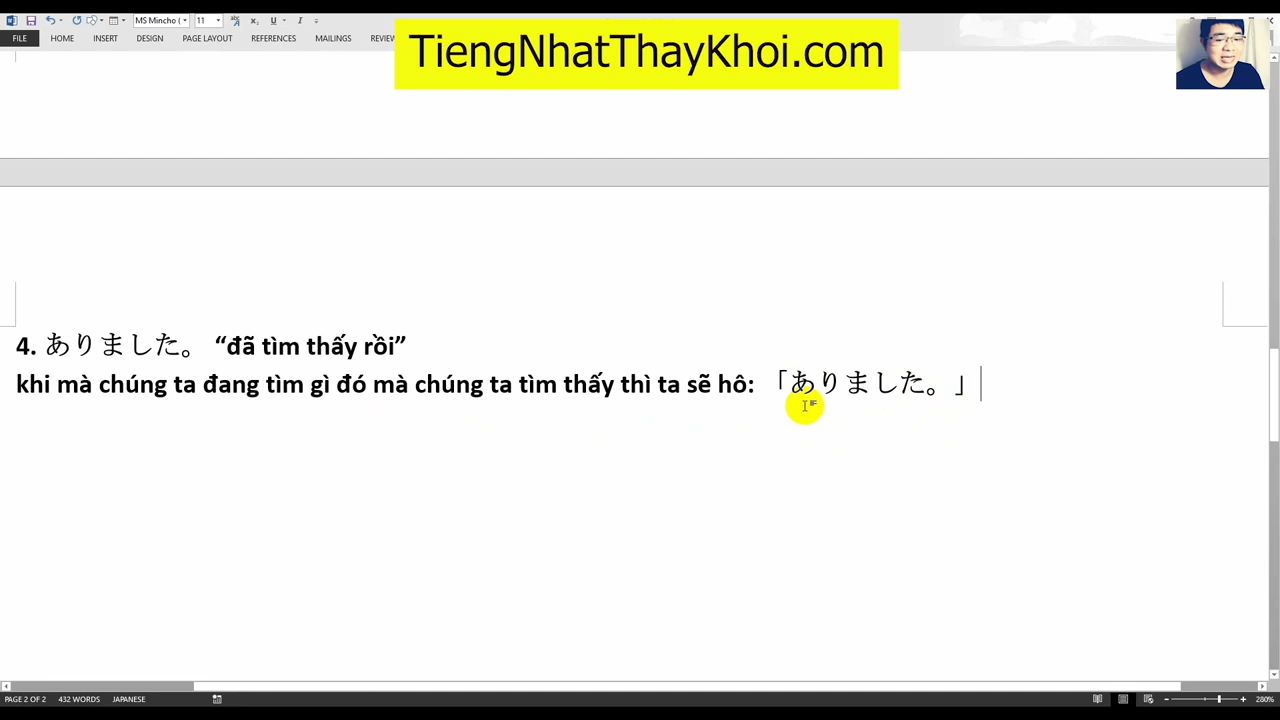 MS Mincho (
11
FILE
HOME
INSERT
DESIGN
PAGE LAYOUT
REFERENCES
MAILINGS
REVIEW
TiengNhatThayKhoi.com
4. ありました。 “đã tìm thấy rồi”
khi mà chúng ta đang tìm gì đó mà chúng ta tìm thấy thì ta sẽ hô: 「ありました。」
PAGE 2 OF 2
432 WORDS
JAPANESE
280%